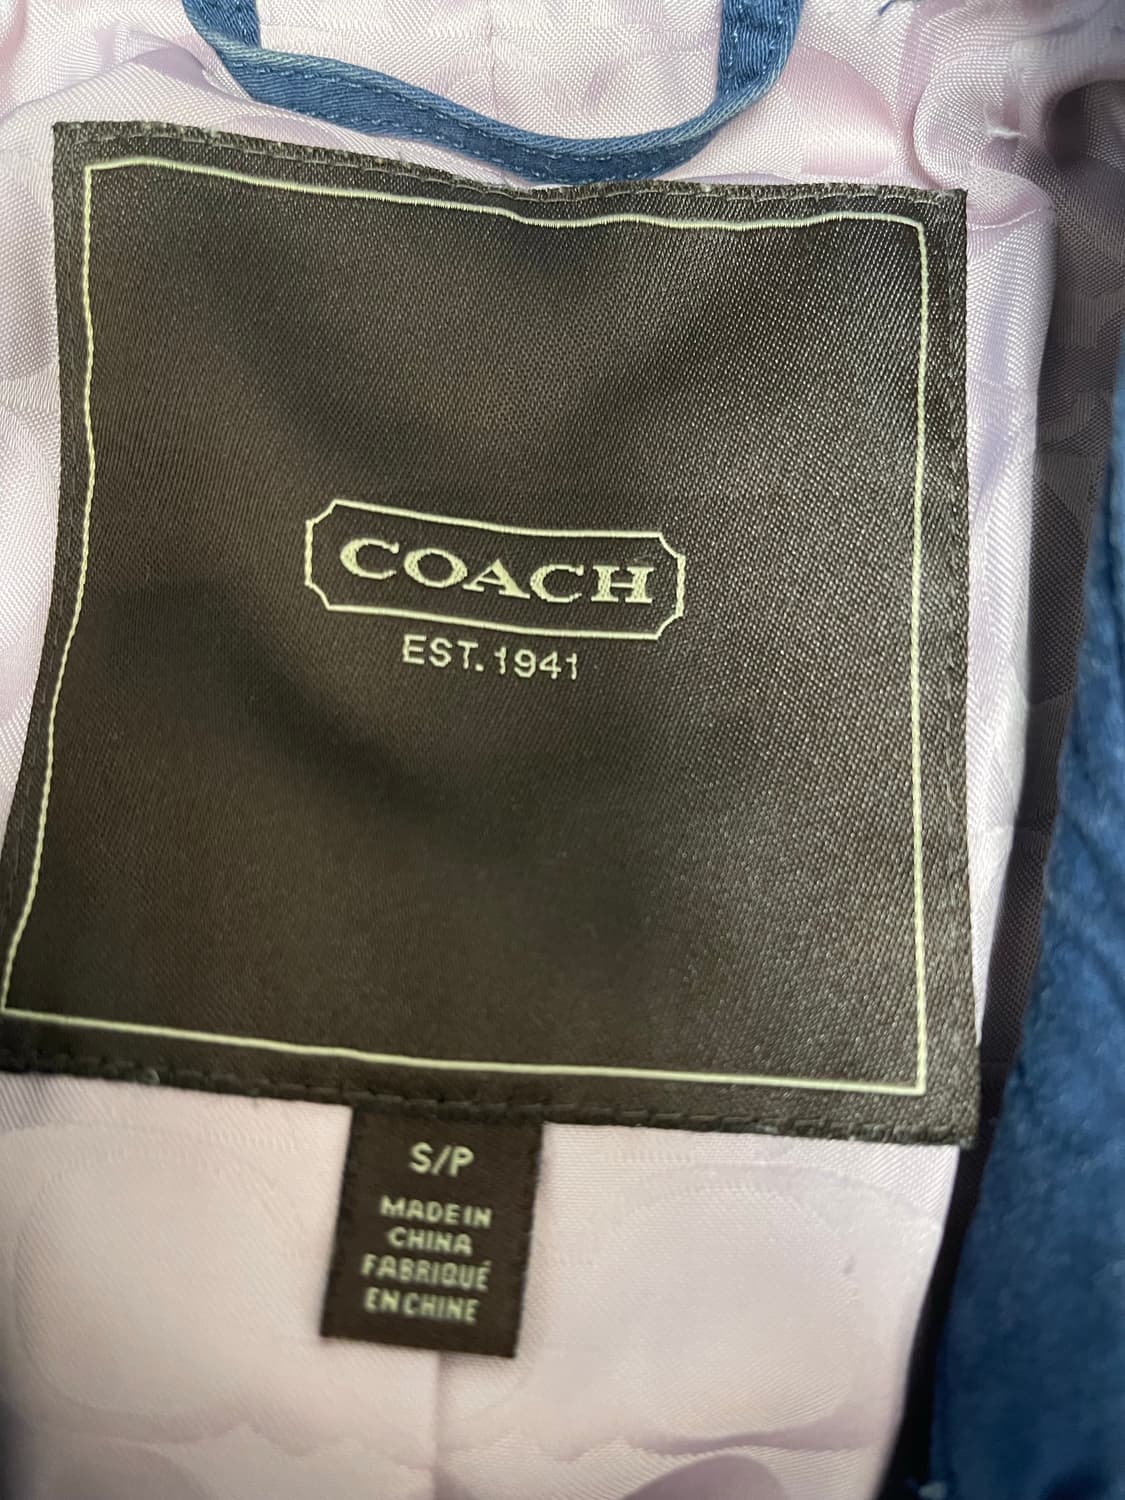 COACH
EST. 1941
S/P
MADE IN
CHINA
FABRIQUÉ
EN CHINE